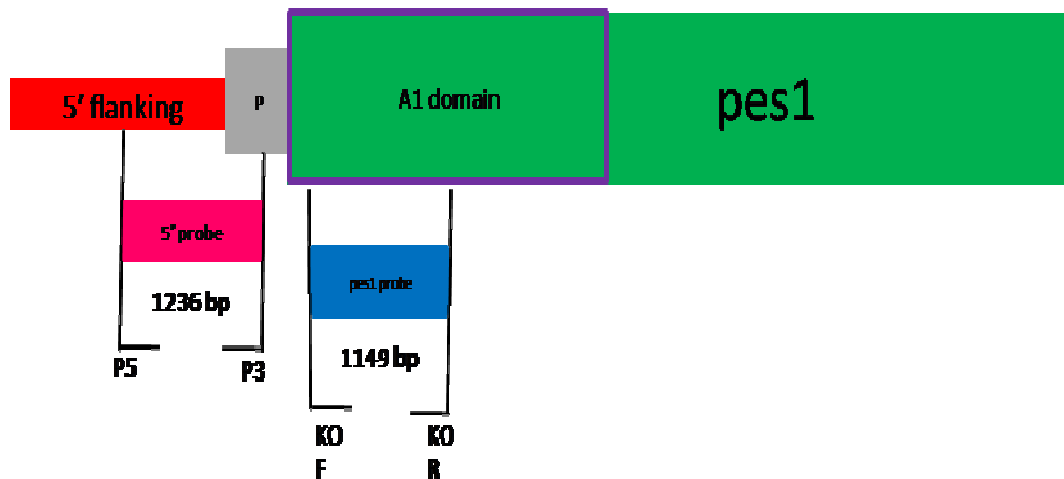 5' flanking
P
A1 domain
pes1
5' probe
pes1 probe
1236 bp
1149 bp
P5
P3
KO
F
KO
R